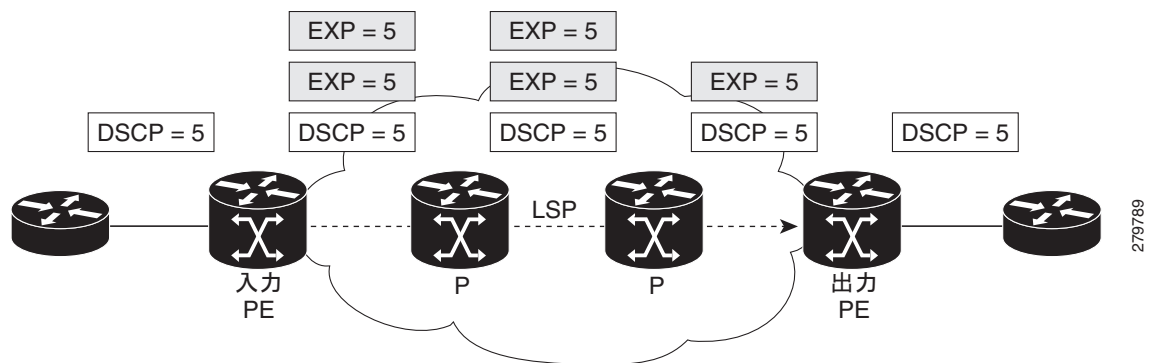 EXP = 5 EXP = 5
EXP = 5 EXP = 5 EXP = 5
DSCP = 5 DSCP = 5 DSCP = 5 DSCP = 5 DSCP = 5
LSP
入力
PE
P
P
出力
PE
279789